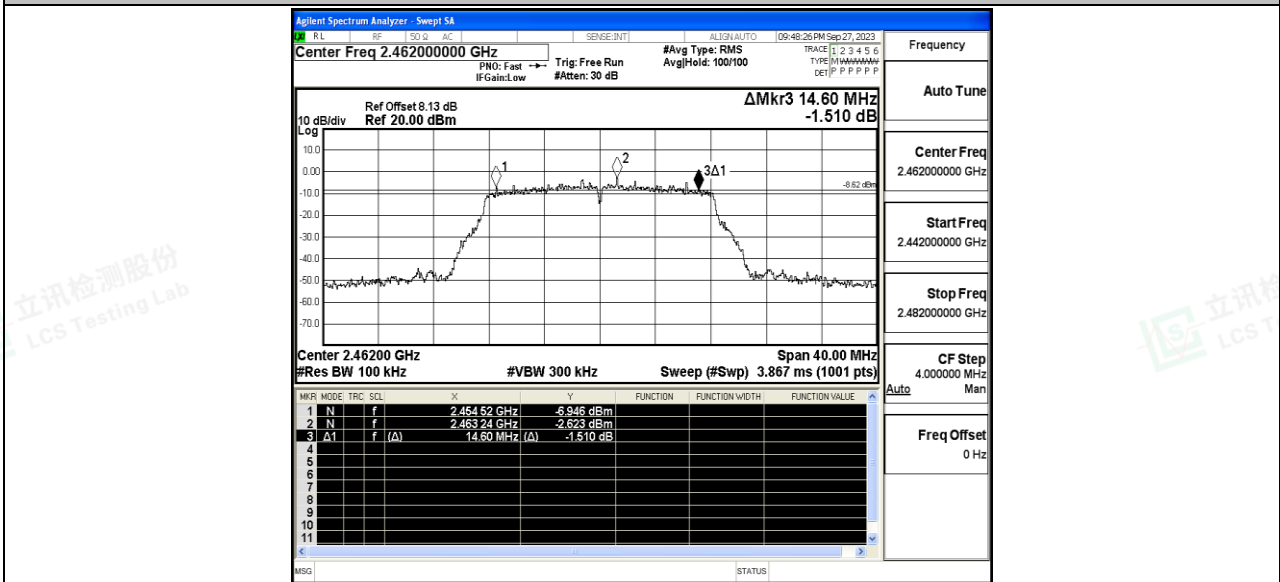 Agilent Spectrum Analyzer - Swept SA
RL RF 50 Ω AC SENSE:INT ALIGNAUTO 09:48:26 PM Sep 27, 2023
Center Freq 2.462000000 GHz
PNO: Fast
IFGain:Low
Trig: Free Run
#Atten: 30 dB
#Avg Type: RMS
Avg|Hold: 100/100
TRACE 1 2 3 4 5 6
TYPE M WWWWW
DET P P P P P P
ΔMkr3 14.60 MHz
-1.510 dB
Ref Offset 8.13 dB
10 dB/div Ref 20.00 dBm
Log
10.0
0.00
-10.0
-20.0
-30.0
-40.0
-50.0
-60.0
-70.0
1
2
3Δ1
-8.62 dBm
Center 2.46200 GHz Span 40.00 MHz
#Res BW 100 kHz #VBW 300 kHz Sweep (#Swp) 3.867 ms (1001 pts)
MKR MODE TRC SCL X Y FUNCTION FUNCTION WIDTH FUNCTION VALUE
1 N f 2.454 52 GHz -6.946 dBm
2 N f 2.463 24 GHz -2.623 dBm
3 Δ1 f (Δ) 14.60 MHz (Δ) -1.510 dB
4
5
6
7
8
9
10
11
MSG STATUS
Frequency
Auto Tune
Center Freq
2.462000000 GHz
Start Freq
2.442000000 GHz
Stop Freq
2.482000000 GHz
CF Step
4.000000 MHz
Auto Man
Freq Offset
0 Hz
立讯检测股份
LCS Testing Lab
立讯检
LCS T